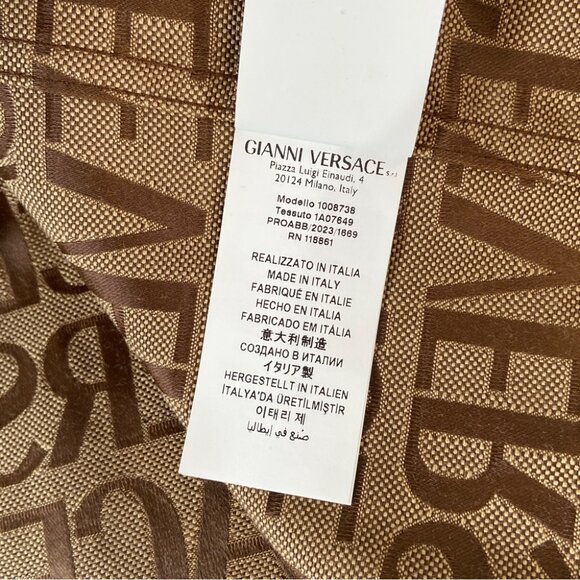 GIANNI VERSACE s.r.l
Piazza Luigi Einaudi, 4
20124 Milano, Italy
Modello 1008738
Tessuto 1A07649
PROABB/2023/1669
RN 118861
REALIZZATO IN ITALIA
MADE IN ITALY
FABRIQUÉ EN ITALIE
HECHO EN ITALIA
FABRICADO EM ITÁLIA
意大利制造
СОЗДАНО В ИТАЛИИ
イタリア製
HERGESTELLT IN ITALIEN
İTALYA'DA ÜRETİLMİŞTİR
이태리 제
صنع في إيطاليا